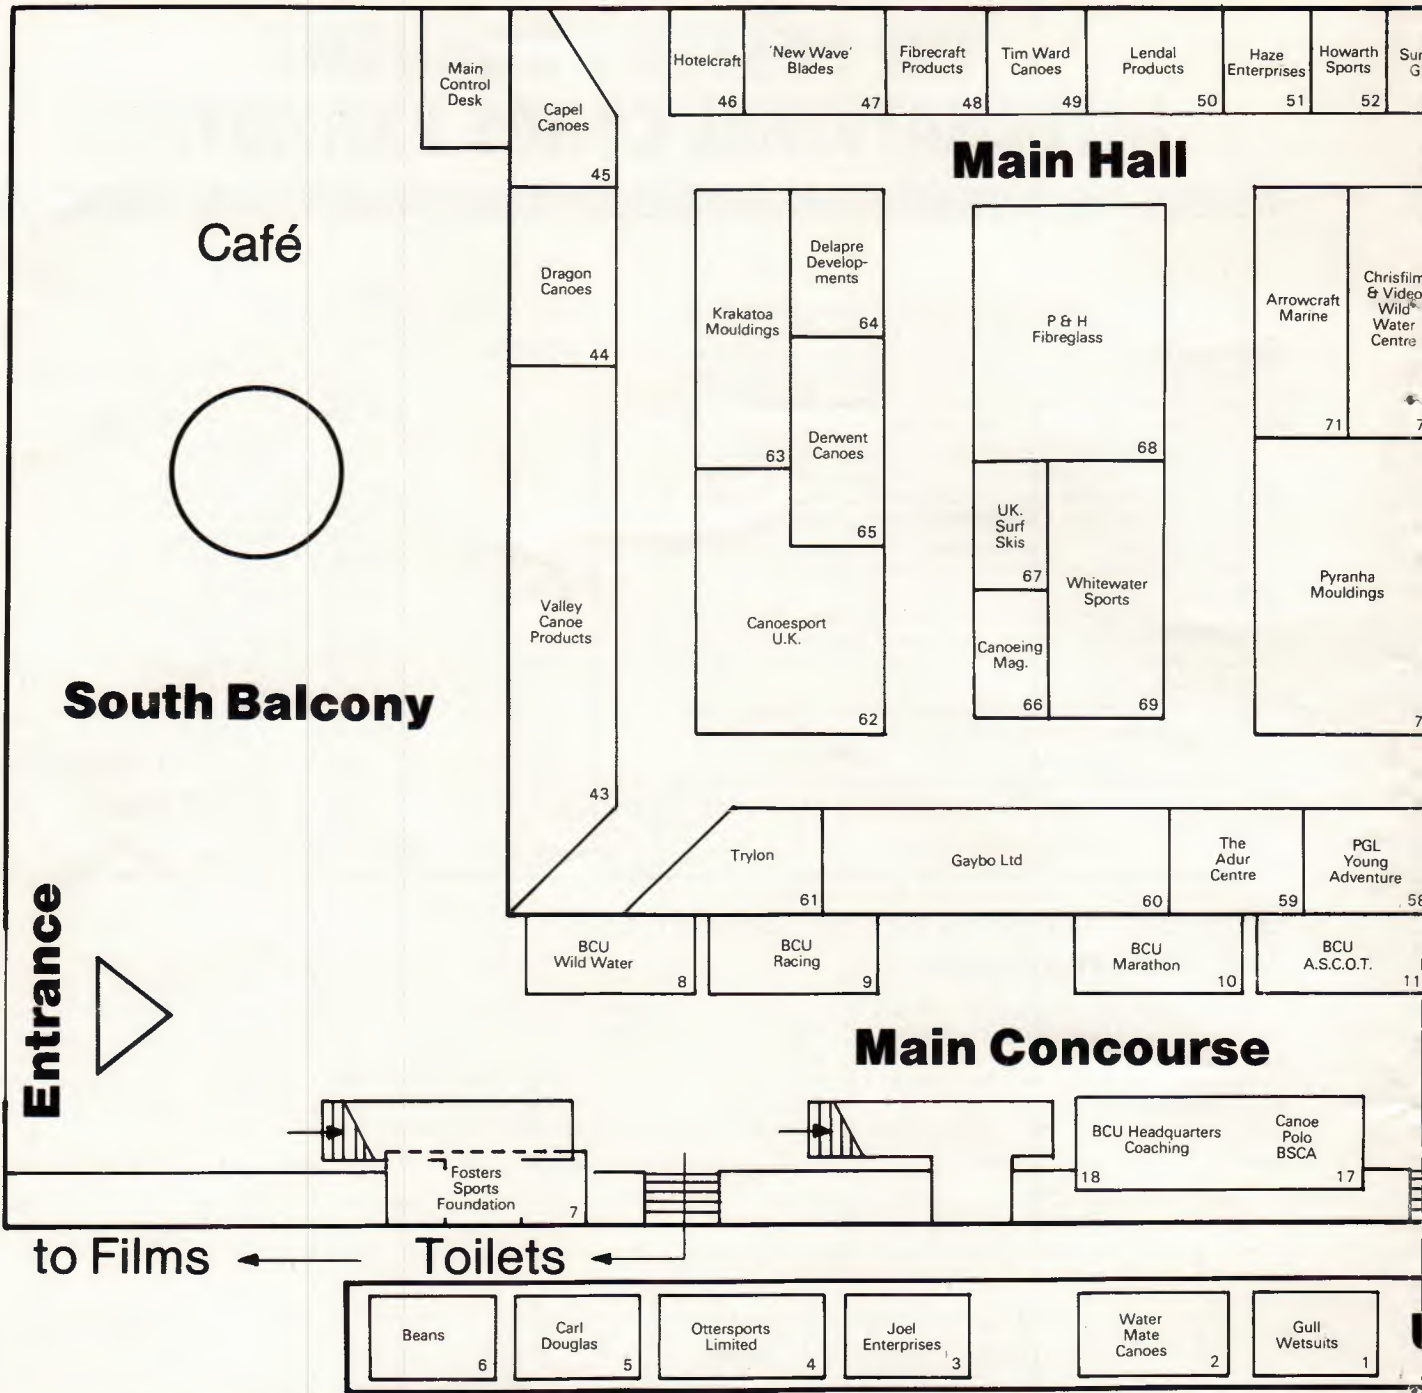 Main
Control
Desk
Capel
Canoes
45
Hotelcraft
46
'New Wave'
Blades
47
Fibrecraft
Products
48
Tim Ward
Canoes
49
Lendal
Products
50
Haze
Enterprises
51
Howarth
Sports
52
Main Hall
Café
Dragon
Canoes
44
Krakatoa
Mouldings
63
Delapre
Develop-
ments
64
Derwent
Canoes
65
P & H
Fibreglass
68
Arrowcraft
Marine
71
Chrisfilm
& Video
Wild
Water
Centre
7
UK.
Surf
Skis
67
Whitewater
Sports
69
Canoeing
Mag.
66
Pyranha
Mouldings
7
Valley
Canoe
Products
43
Canoesport
U.K.
62
South Balcony
Trylon
61
Gaybo Ltd
60
The
Adur
Centre
59
PGL
Young
Adventure
58
Entrance
BCU
Wild Water
8
BCU
Racing
9
BCU
Marathon
10
BCU
A.S.C.O.T.
11
Main Concourse
Fosters
Sports
Foundation
7
BCU Headquarters
Coaching
18
Canoe
Polo
BSCA
17
to Films
Toilets
Beans
6
Carl
Douglas
5
Ottersports
Limited
4
Joel
Enterprises
3
Water
Mate
Canoes
2
Gull
Wetsuits
1